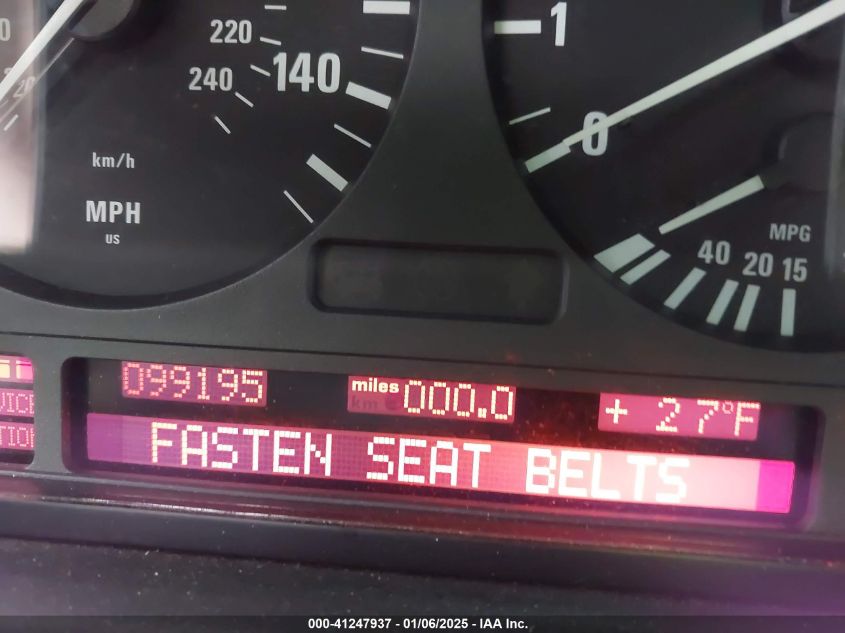 220
240
140
km/h
MPH
US
1
0
MPG
40 20 15
099195
miles 000.0
km
+ 27°F
FASTEN SEAT BELTS
000-41247937 - 01/06/2025 - IAA Inc.